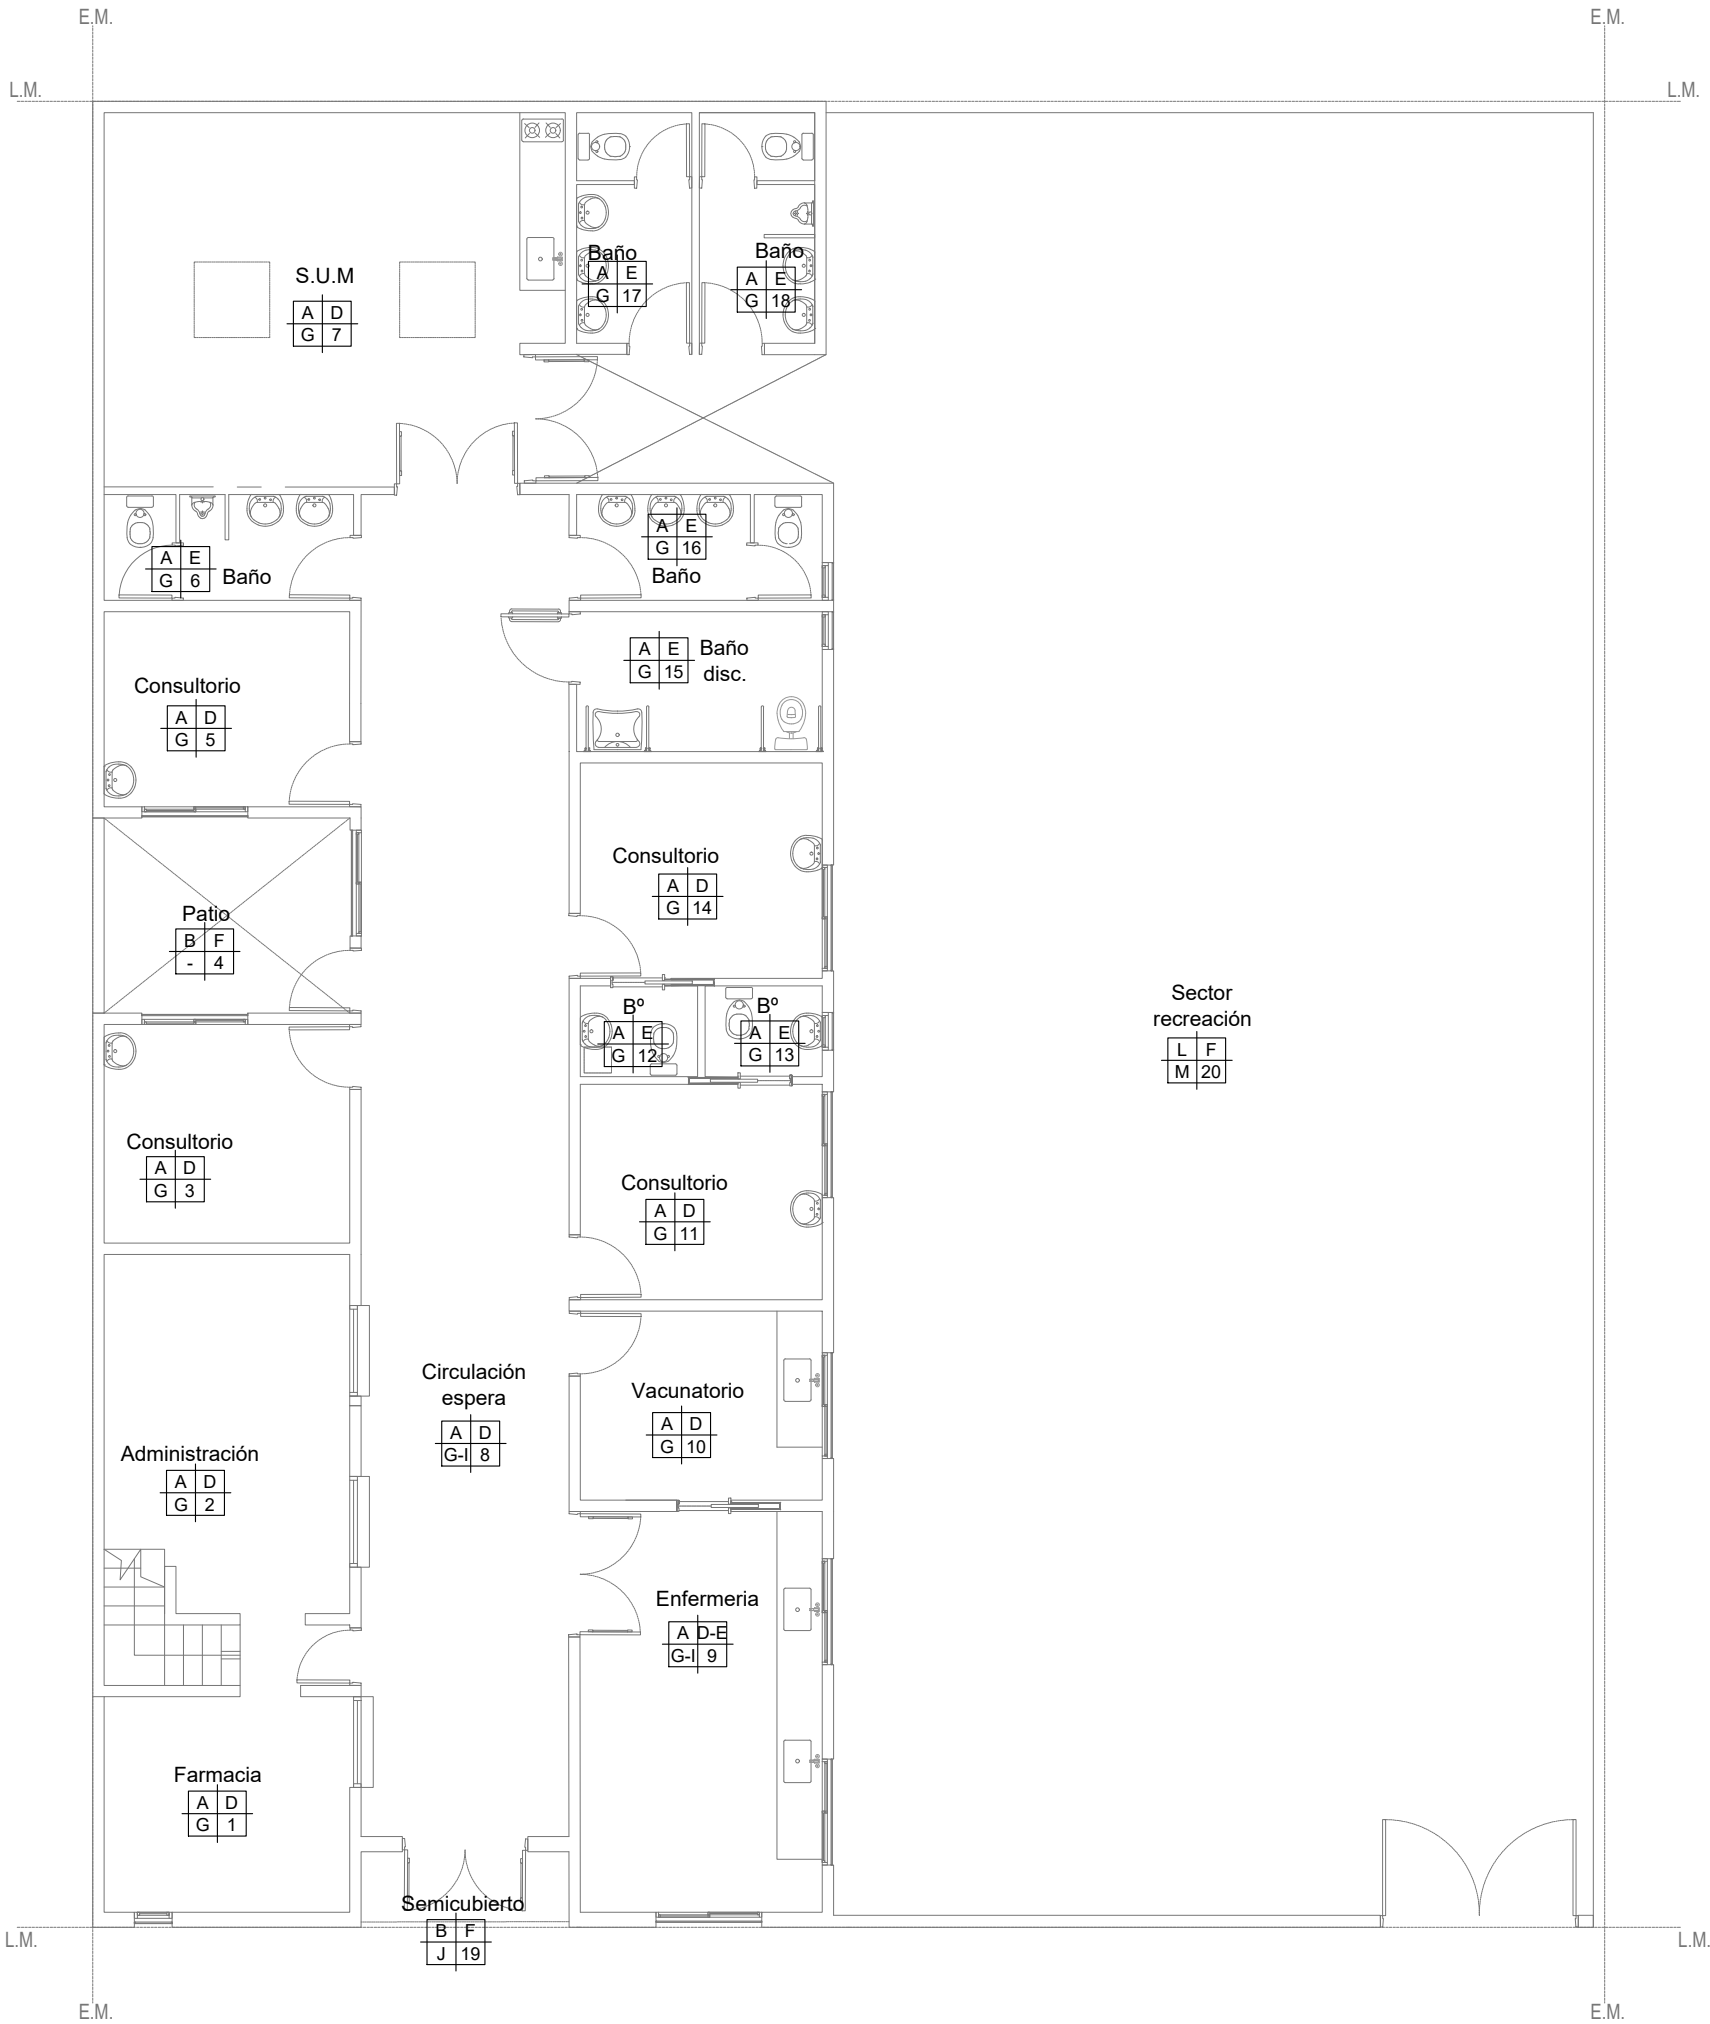 E.M.
E.M.
L.M.
L.M.
S.U.M
A D
G 7
Baño
A E
G 17
Baño
A E
G 18
A E
G 6
Baño
A E
G 16
Baño
A E
G 15
Baño
disc.
Consultorio
A D
G 5
Consultorio
A D
G 14
Patio
B F
- 4
Bº
A E
G 12
Bº
A E
G 13
Sector
recreación
L F
M 20
Consultorio
A D
G 3
Consultorio
A D
G 11
Circulación
espera
A D
G-I 8
Vacunatorio
A D
G 10
Administración
A D
G 2
Enfermeria
A D-E
G-I 9
Farmacia
A D
G 1
Semicubierto
B F
J 19
L.M.
L.M.
E.M.
E.M.